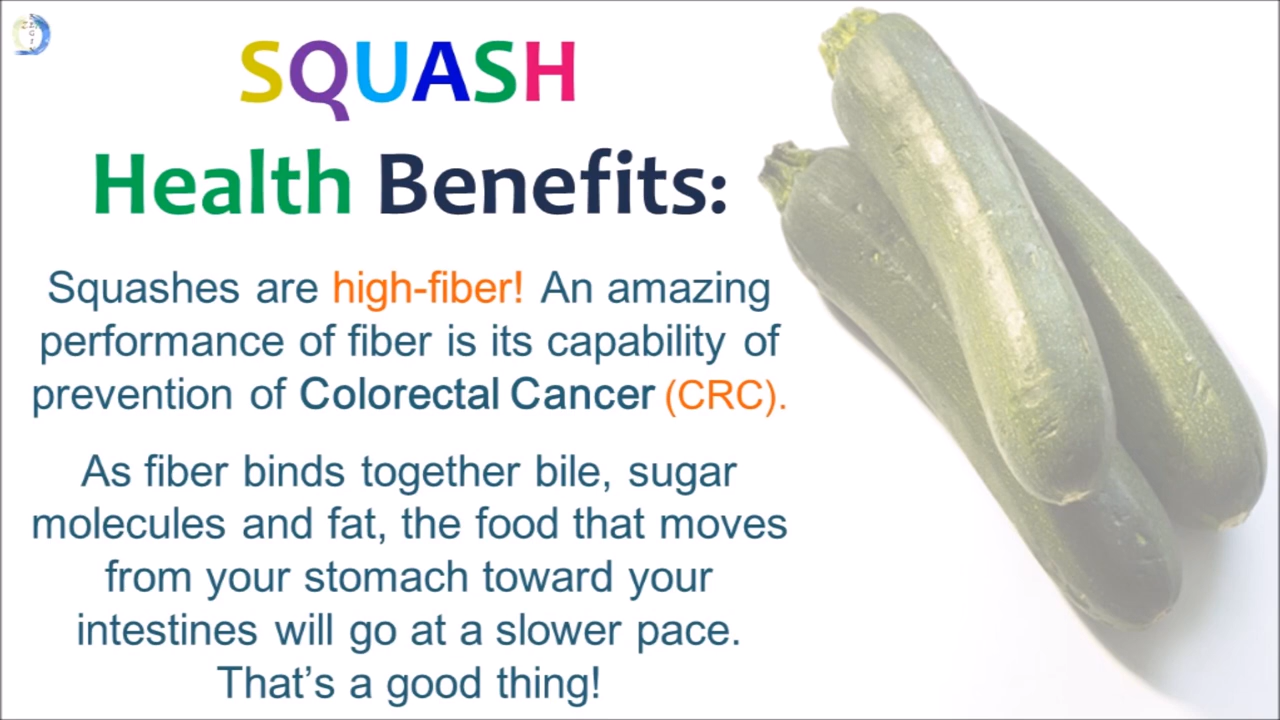 SQUASH
Health Benefits:
Squashes are high-fiber! An amazing
performance of fiber is its capability of
prevention of Colorectal Cancer (CRC).
As fiber binds together bile, sugar
molecules and fat, the food that moves
from your stomach toward your
intestines will go at a slower pace.
That’s a good thing!